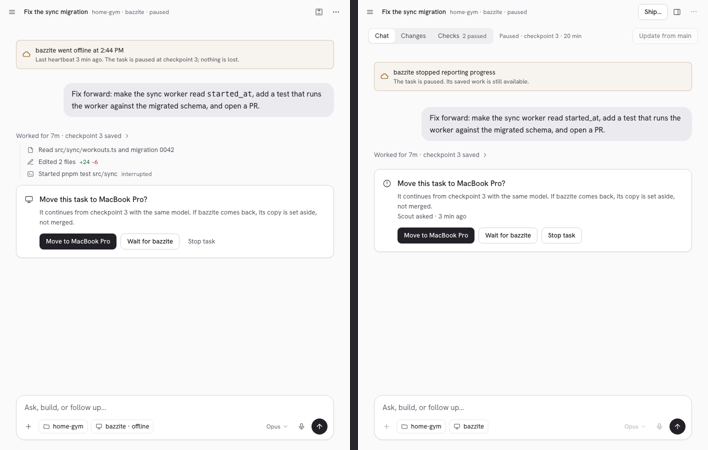 Fix the sync migration home-gym · bazzite · paused
bazzite went offline at 2:44 PM
Last heartbeat 3 min ago. The task is paused at checkpoint 3; nothing is lost.
Fix forward: make the sync worker read started_at, add a test that runs
the worker against the migrated schema, and open a PR.
Worked for 7m · checkpoint 3 saved
Read src/sync/workouts.ts and migration 0042
Edited 2 files +24 -6
Started pnpm test src/sync interrupted
Move this task to MacBook Pro?
It continues from checkpoint 3 with the same model. If bazzite comes back, its copy is set aside,
not merged.
Move to MacBook Pro Wait for bazzite Stop task
Ask, build, or follow up...
home-gym bazzite · offline Opus
Fix the sync migration home-gym · bazzite · paused Ship...
Chat Changes Checks 2 passed Paused · checkpoint 3 · 20 min Update from main
bazzite stopped reporting progress
The task is paused. Its saved work is still available.
Fix forward: make the sync worker read started_at, add a test that runs the
worker against the migrated schema, and open a PR.
Worked for 7m · checkpoint 3 saved
Move this task to MacBook Pro?
It continues from checkpoint 3 with the same model. If bazzite comes back, its copy is set aside,
not merged.
Scout asked · 3 min ago
Move to MacBook Pro Wait for bazzite Stop task
Ask, build, or follow up...
home-gym bazzite Opus